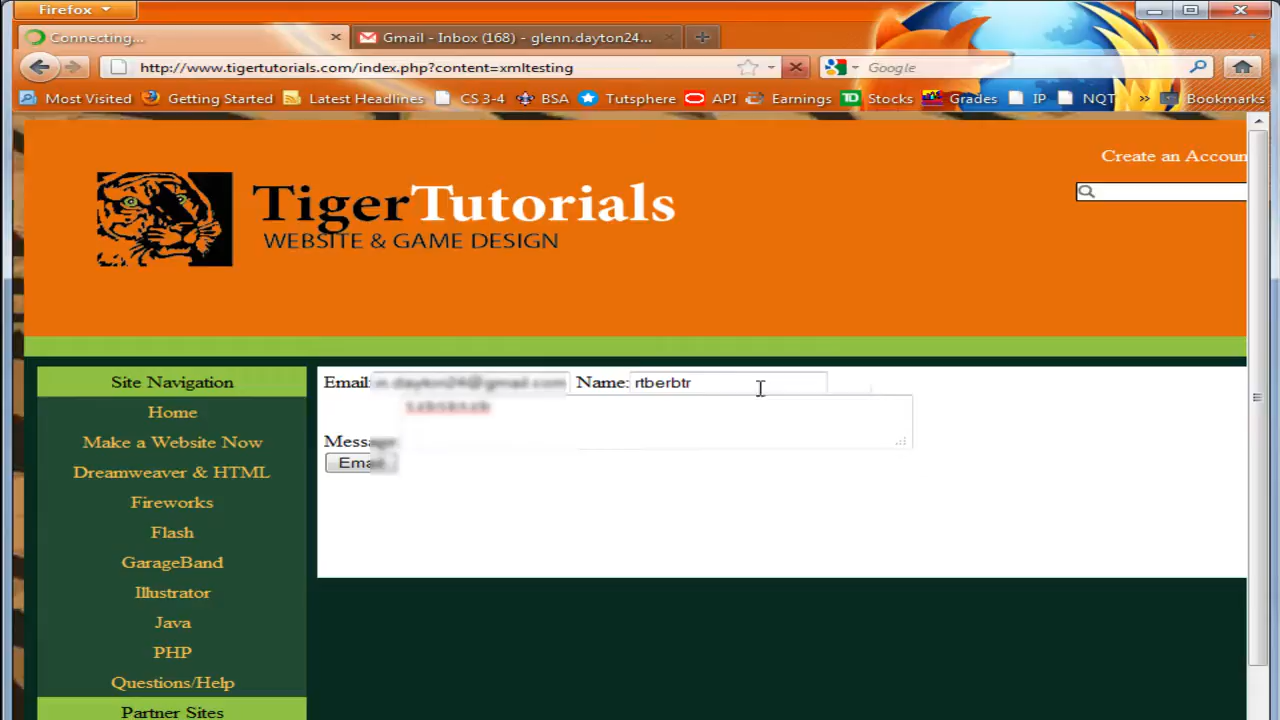 Firefox
Connecting...
Gmail - Inbox (168) - glenn.dayton24...
http://www.tigertutorials.com/index.php?content=xmltesting
Google
Most Visited Getting Started Latest Headlines CS 3-4 BSA Tutsphere API Earnings Stocks Grades IP NQT » Bookmarks
Create an Accoun
TigerTutorials
WEBSITE & GAME DESIGN
Site Navigation
Email: Name: rtberbtr
Home
Message
Make a Website Now
Email
Dreamweaver & HTML
Fireworks
Flash
GarageBand
Illustrator
Java
PHP
Questions/Help
Partner Sites